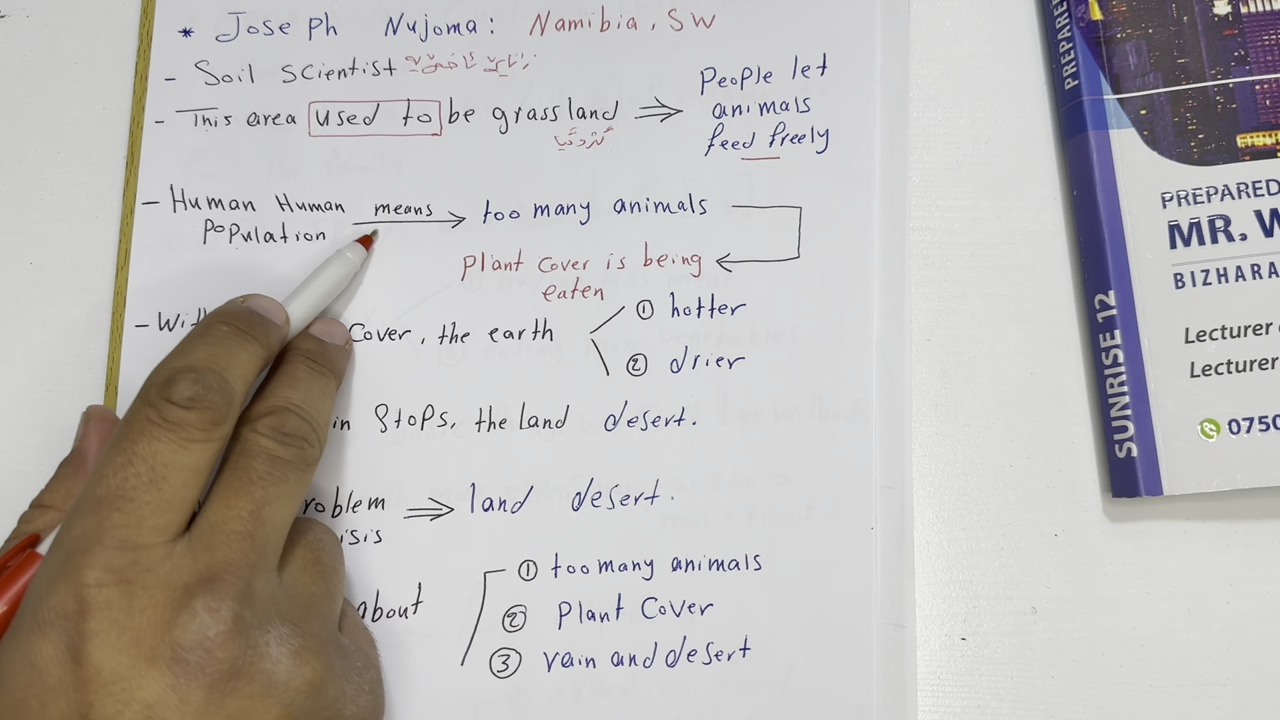 * Joseph Nujoma: Namibia, SW
- Soil scientist
- This area used to be grassland ⇒ People let
animals
feed freely
- Human Human means → too many animals
Population
Plant Cover is being
eaten
- Wit
Cover, the earth
① hotter
② drier
in stops, the land desert.
roblem ⇒ land desert.
isis
about
① too many animals
② Plant Cover
③ rain and desert
PREPARED
PREPARED
MR. W
BIZHARA
Lecturer
Lecturer
0750
SUNRISE 12